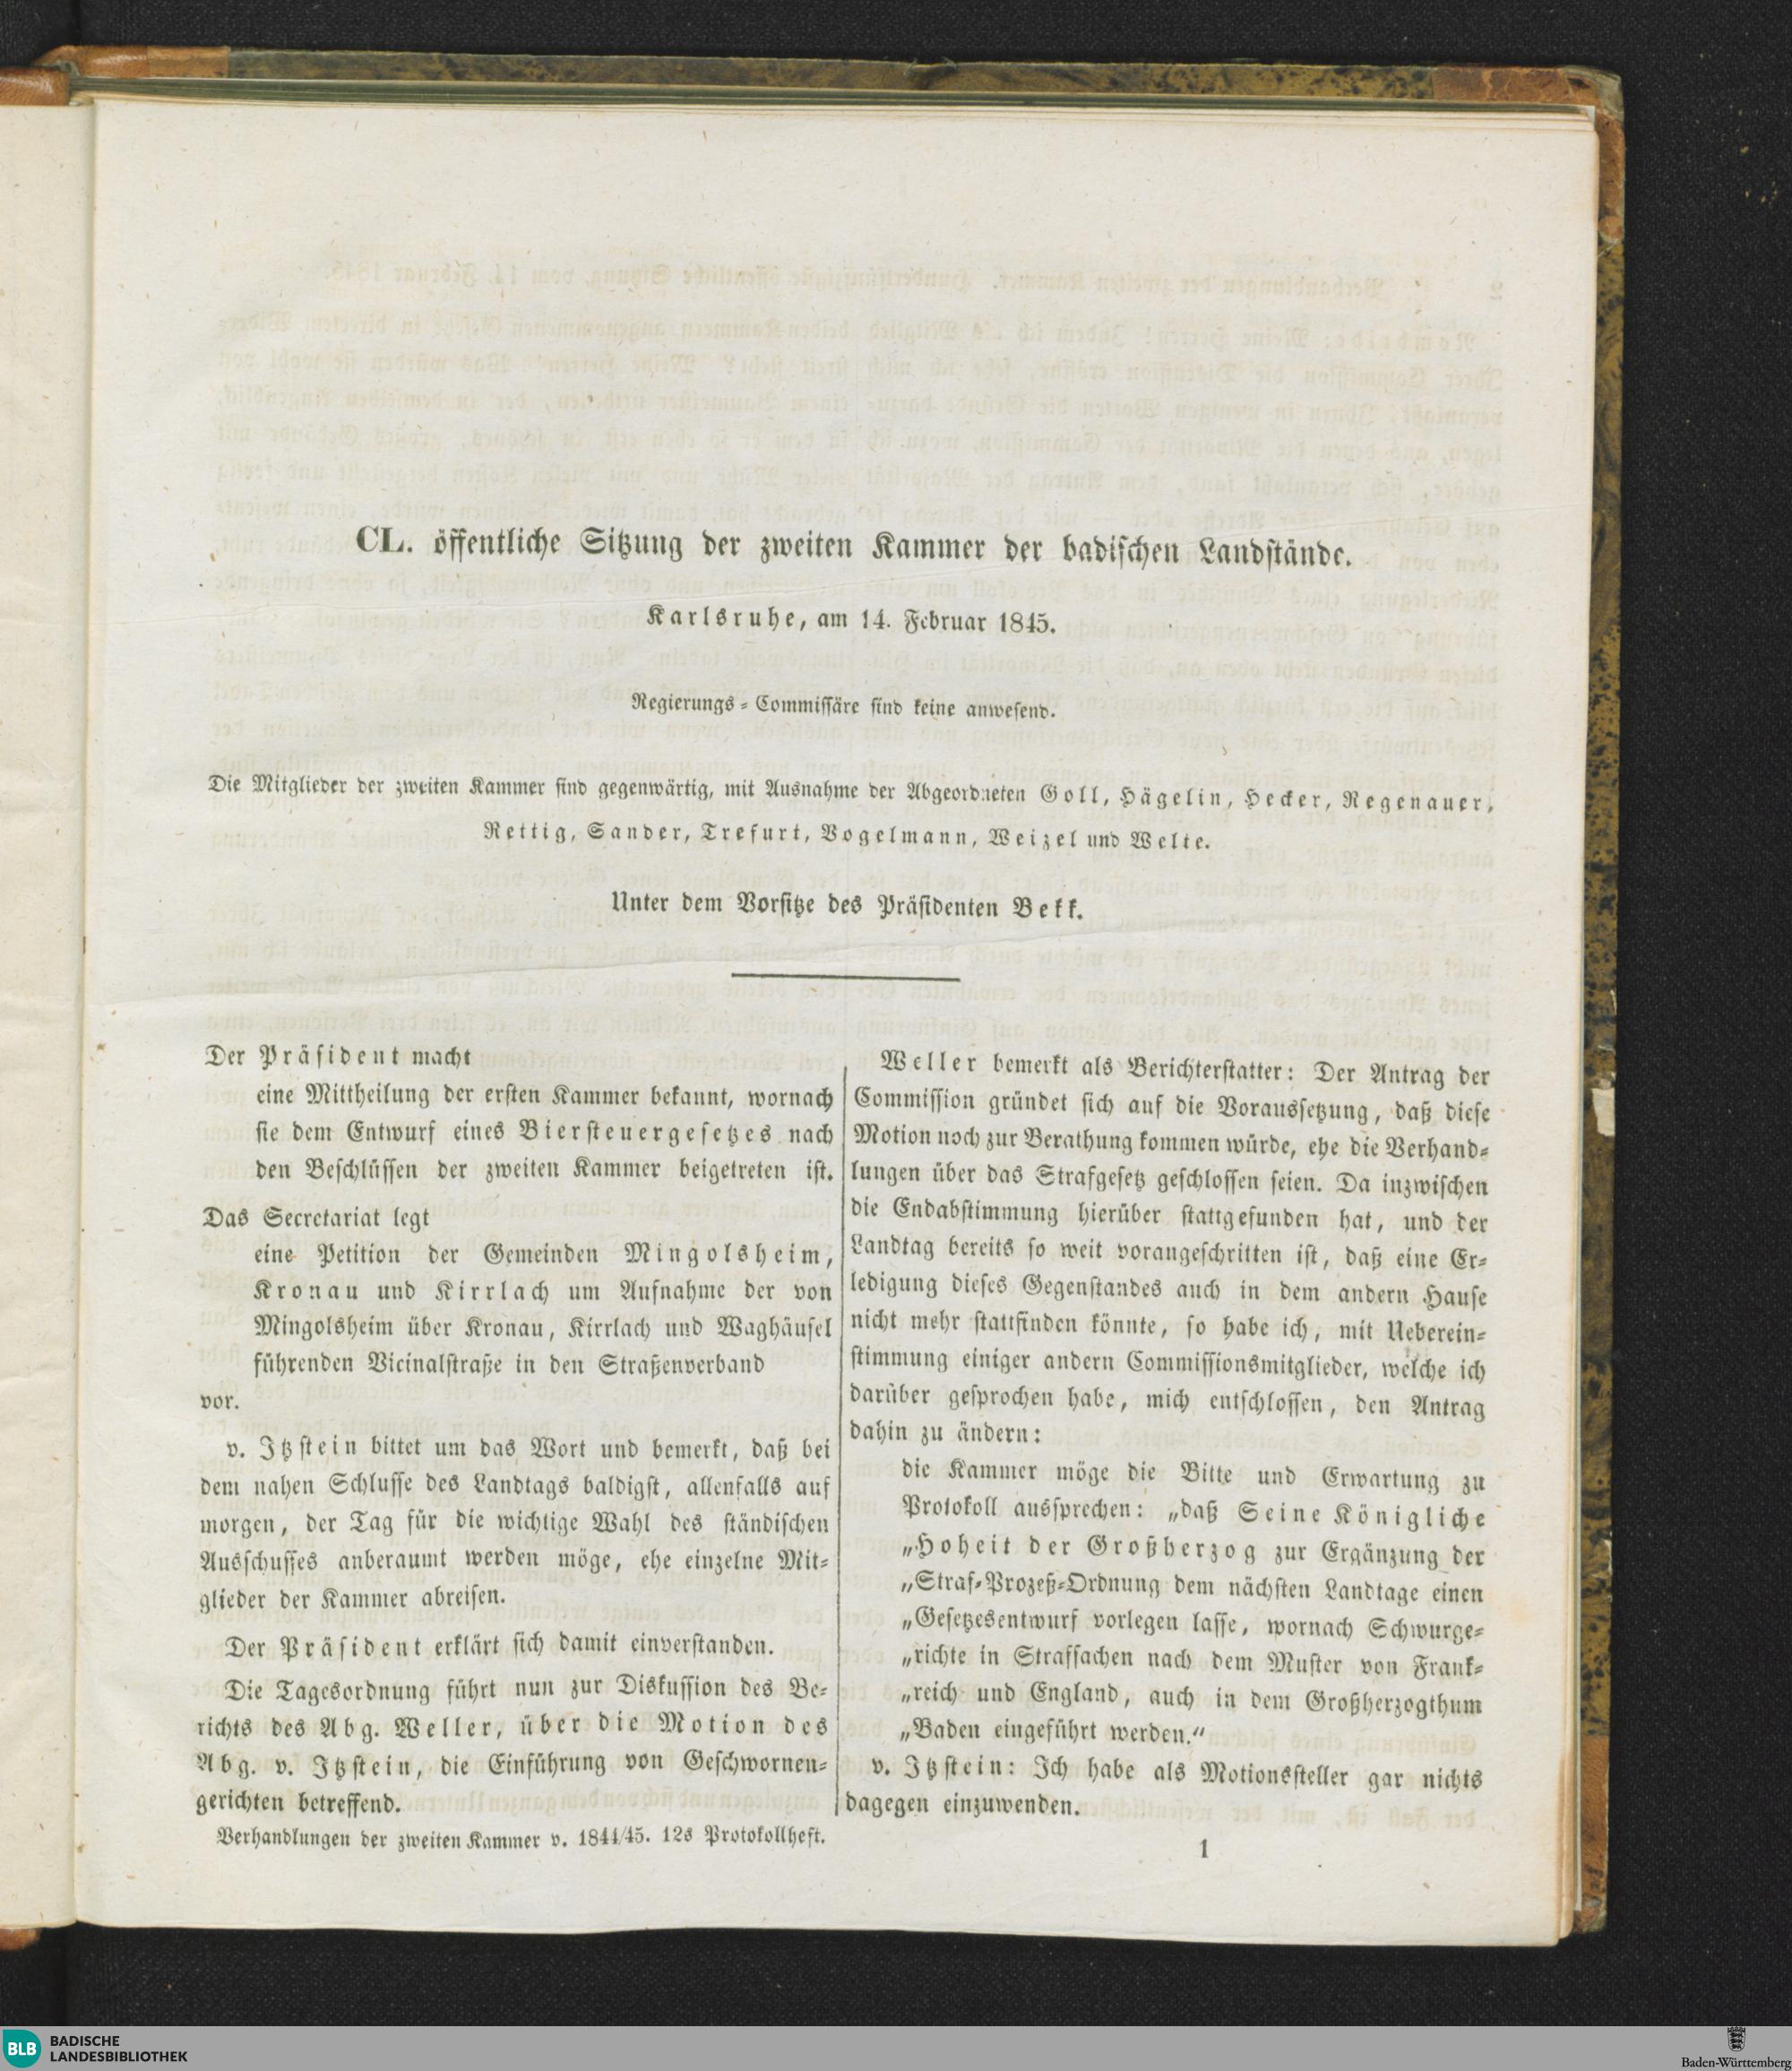 CL. öffentliche Sitzung der zweiten Kammer der badischen Landstände.
Karlsruhe, am 14. Februar 1845.
Regierungs-Commissäre sind keine anwesend.
Die Mitglieder der zweiten Kammer sind gegenwärtig, mit Ausnahme der Abgeordneten Goll, Hägelin, Hecker, Regenauer,
Rettig, Sander, Trefurt, Vogelmann, Weizel und Welte.
Unter dem Vorsitze des Präsidenten Bekk.
Der Präsident macht
eine Mittheilung der ersten Kammer bekannt, wornach
sie dem Entwurf eines Biersteuergesetzes nach
den Beschlüssen der zweiten Kammer beigetreten ist.
Das Secretariat legt
eine Petition der Gemeinden Mingolsheim,
Kronau und Kirrlach um Aufnahme der von
Mingolsheim über Kronau, Kirrlach und Waghäusel
führenden Vicinalstraße in den Straßenverband
vor.
v. Itzstein bittet um das Wort und bemerkt, daß bei
dem nahen Schlusse des Landtags baldigst, allenfalls auf
morgen, der Tag für die wichtige Wahl des ständischen
Ausschusses anberaumt werden möge, ehe einzelne Mit-
glieder der Kammer abreisen.
Der Präsident erklärt sich damit einverstanden.
Die Tagesordnung führt nun zur Diskussion des Be-
richts des Abg. Weller, über die Motion des
Abg. v. Itzstein, die Einführung von Geschwornen-
gerichten betreffend.
Verhandlungen der zweiten Kammer v. 1844/45. 12s Protokollheft.
Weller bemerkt als Berichterstatter: Der Antrag der
Commission gründet sich auf die Voraussetzung, daß diese
Motion noch zur Berathung kommen würde, ehe die Verhand-
lungen über das Strafgesetz geschlossen seien. Da inzwischen
die Endabstimmung hierüber stattgefunden hat, und der
Landtag bereits so weit vorangeschritten ist, daß eine Er-
ledigung dieses Gegenstandes auch in dem andern Hause
nicht mehr stattfinden könnte, so habe ich, mit Ueberein-
stimmung einiger andern Commissionsmitglieder, welche ich
darüber gesprochen habe, mich entschlossen, den Antrag
dahin zu ändern:
die Kammer möge die Bitte und Erwartung zu
Protokoll aussprechen: „daß Seine Königliche
„Hoheit der Großherzog zur Ergänzung der
„Straf-Prozeß-Ordnung dem nächsten Landtage einen
„Gesetzesentwurf vorlegen lasse, wornach Schwurge-
„richte in Strafsachen nach dem Muster von Frank-
„reich und England, auch in dem Großherzogthum
„Baden eingeführt werden.“
v. Itzstein: Ich habe als Motionssteller gar nichts
dagegen einzuwenden.
1
BLB BADISCHE
LANDESBIBLIOTHEK
Baden-Württemberg